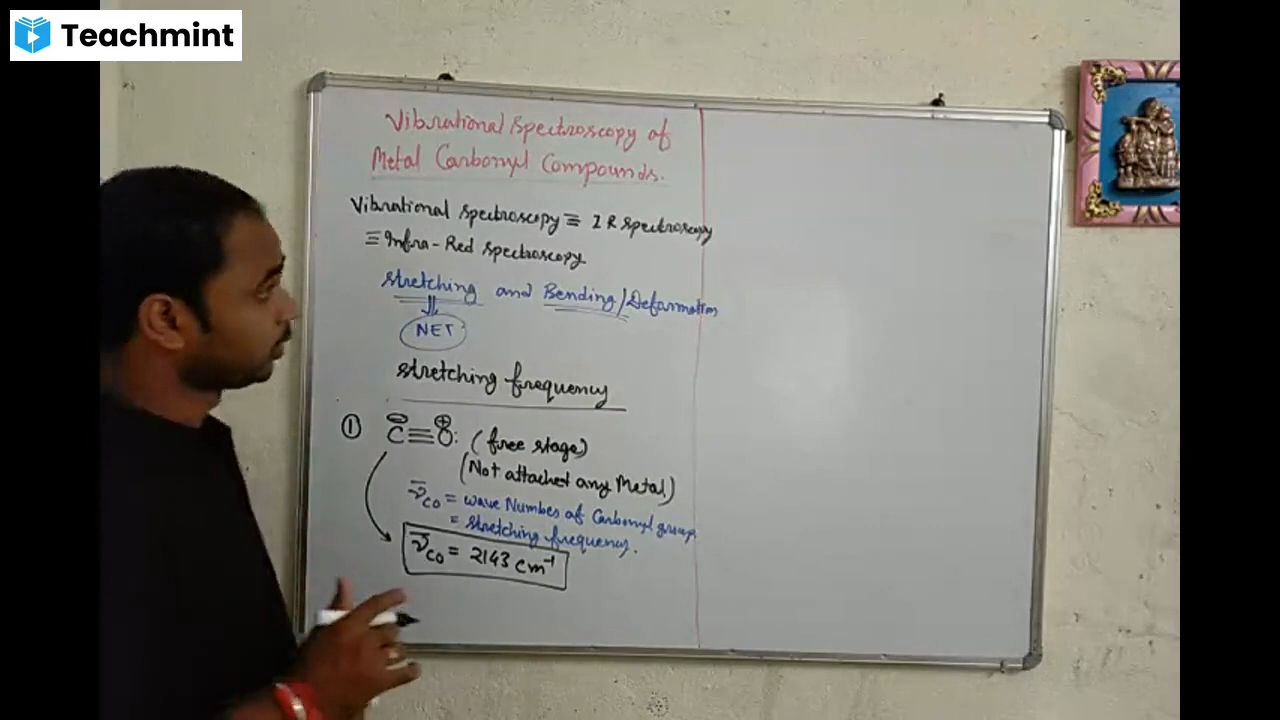 Teachmint
Vibrational Spectroscopy of
Metal Carbonyl Compounds.
Vibrational Spectroscopy ≡ IR Spectroscopy
≡ Infra-Red Spectroscopy
Stretching and Bending/Deformation
⇓
NET
Stretching frequency
① C⊖≡O⊕: (free stage)
(Not attached any Metal)
ν̅CO = wave Number of Carbonyl group
= stretching frequency.
ν̅CO = 2143 cm⁻¹